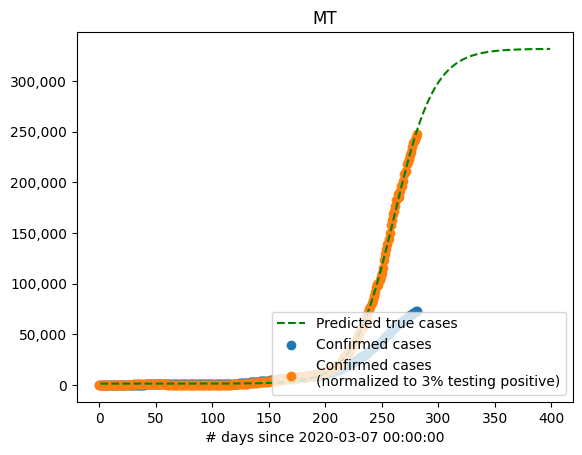 MT
300,000
250,000
200,000
150,000
100,000
50,000
0
Predicted true cases
Confirmed cases
Confirmed cases
(normalized to 3% testing positive)
0 50 100 150 200 250 300 350 400
# days since 2020-03-07 00:00:00